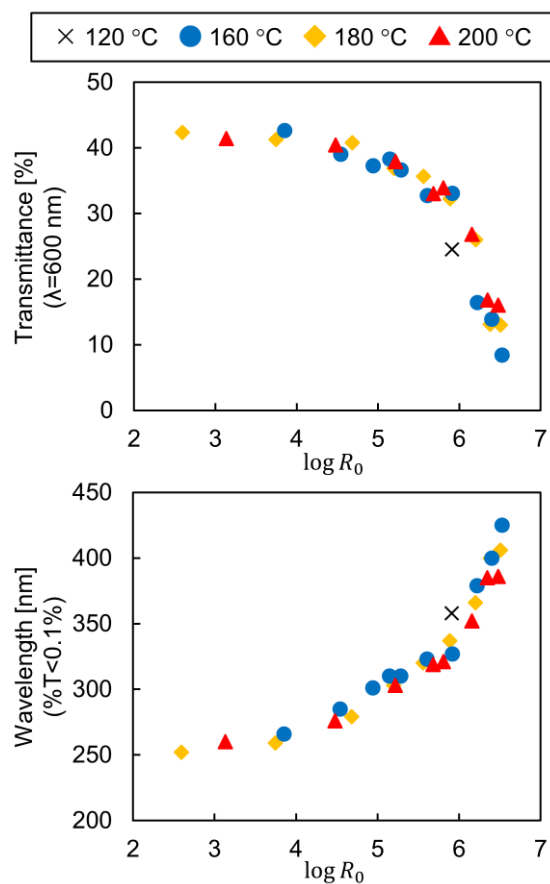 120 °C 160 °C 180 °C 200 °C
50
40
30
20
10
0
Transmittance [%]
(λ=600 nm)
2 3 4 5 6 7
log R₀
450
400
350
300
250
200
Wavelength [nm]
(%T<0.1%)
2 3 4 5 6 7
log R₀